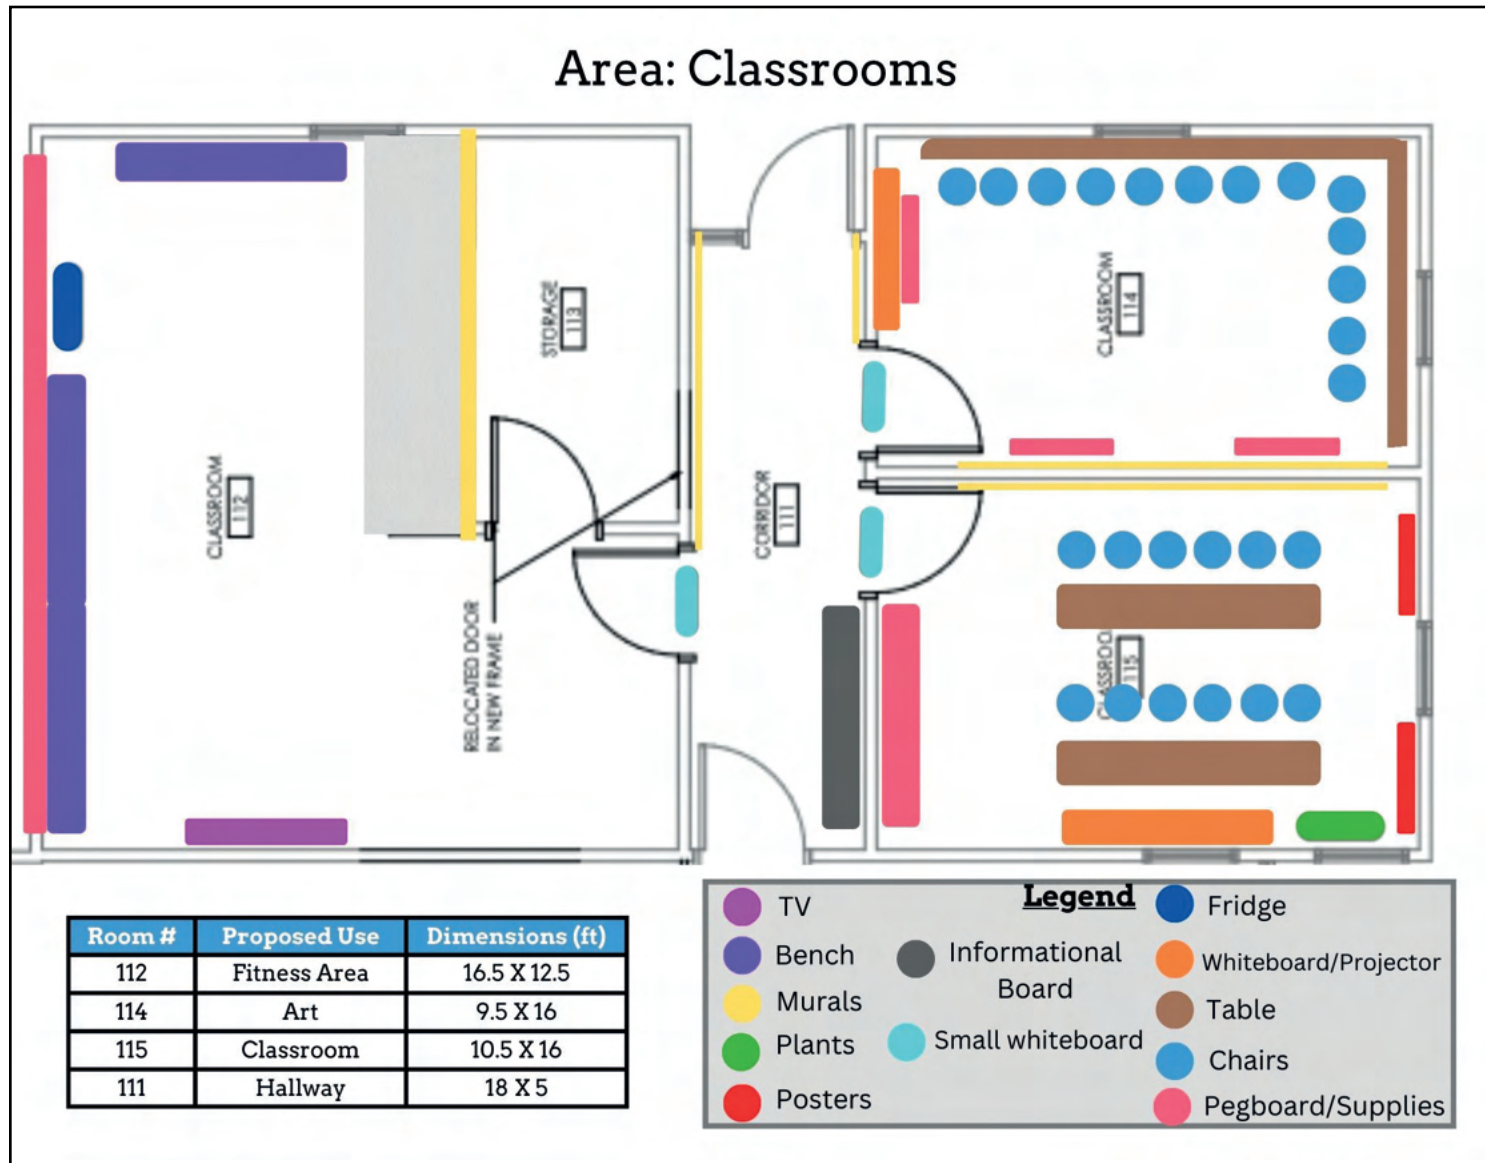 Area: Classrooms
CLASSROOM
112
STORAGE
113
RELOCATED DOOR
IN NEW FRAME
CORRIDOR
111
CLASSROOM
114
CLASSROO
115
Room # Proposed Use Dimensions (ft)
112 Fitness Area 16.5 X 12.5
114 Art 9.5 X 16
115 Classroom 10.5 X 16
111 Hallway 18 X 5
Legend
TV
Bench
Murals
Plants
Posters
Informational
Board
Small whiteboard
Fridge
Whiteboard/Projector
Table
Chairs
Pegboard/Supplies